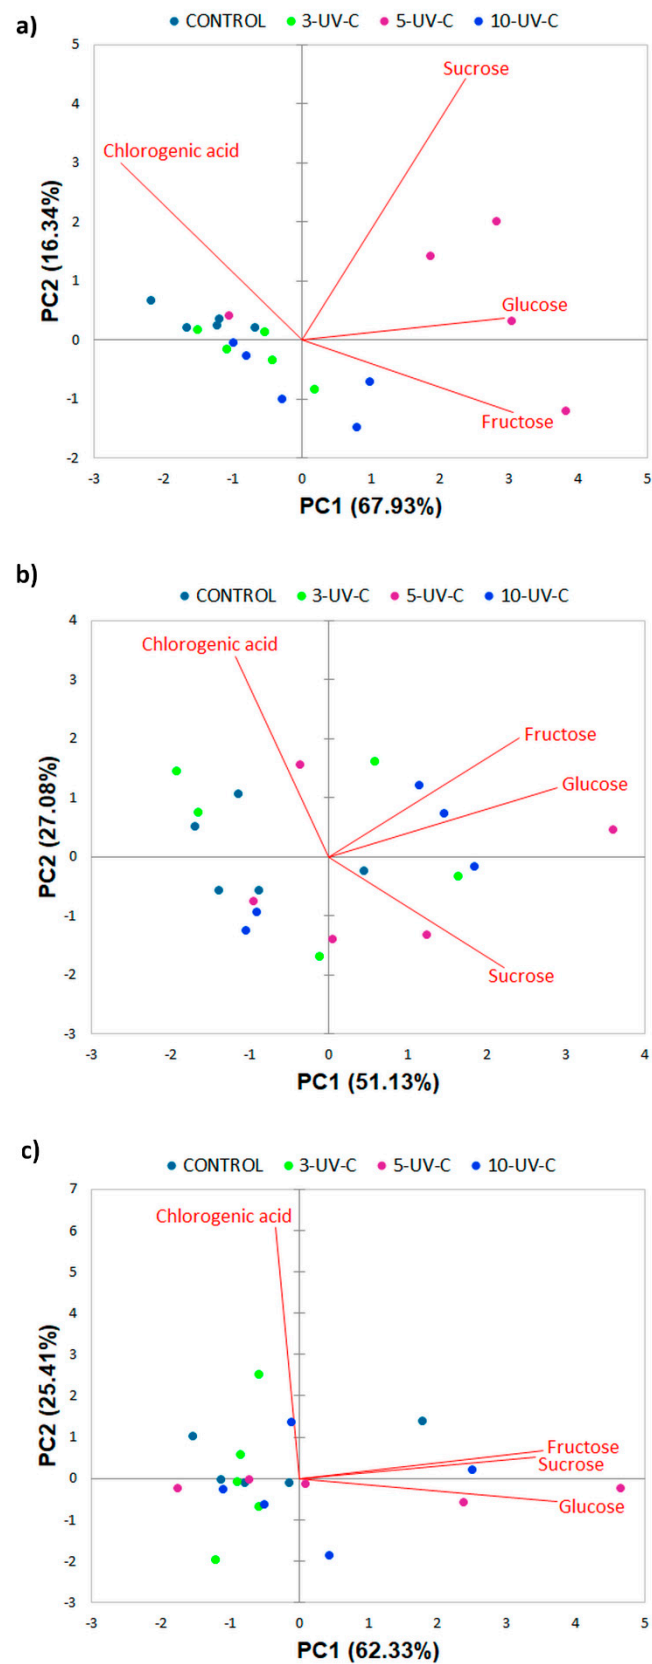 a)
CONTROL 3-UV-C 5-UV-C 10-UV-C
5
Sucrose
4
Chlorogenic acid
3
2
1
Glucose
0
-1
Fructose
-2
PC2 (16.34%)
-3 -2 -1 0 1 2 3 4 5
PC1 (67.93%)
b)
CONTROL 3-UV-C 5-UV-C 10-UV-C
4
Chlorogenic acid
3
2
Fructose
1
Glucose
0
-1
-2
Sucrose
-3
PC2 (27.08%)
-3 -2 -1 0 1 2 3 4
PC1 (51.13%)
c)
CONTROL 3-UV-C 5-UV-C 10-UV-C
7
Chlorogenic acid
6
5
4
3
2
1
Fructose
Sucrose
0
Glucose
-1
-2
-3
PC2 (25.41%)
-3 -2 -1 0 1 2 3 4 5
PC1 (62.33%)